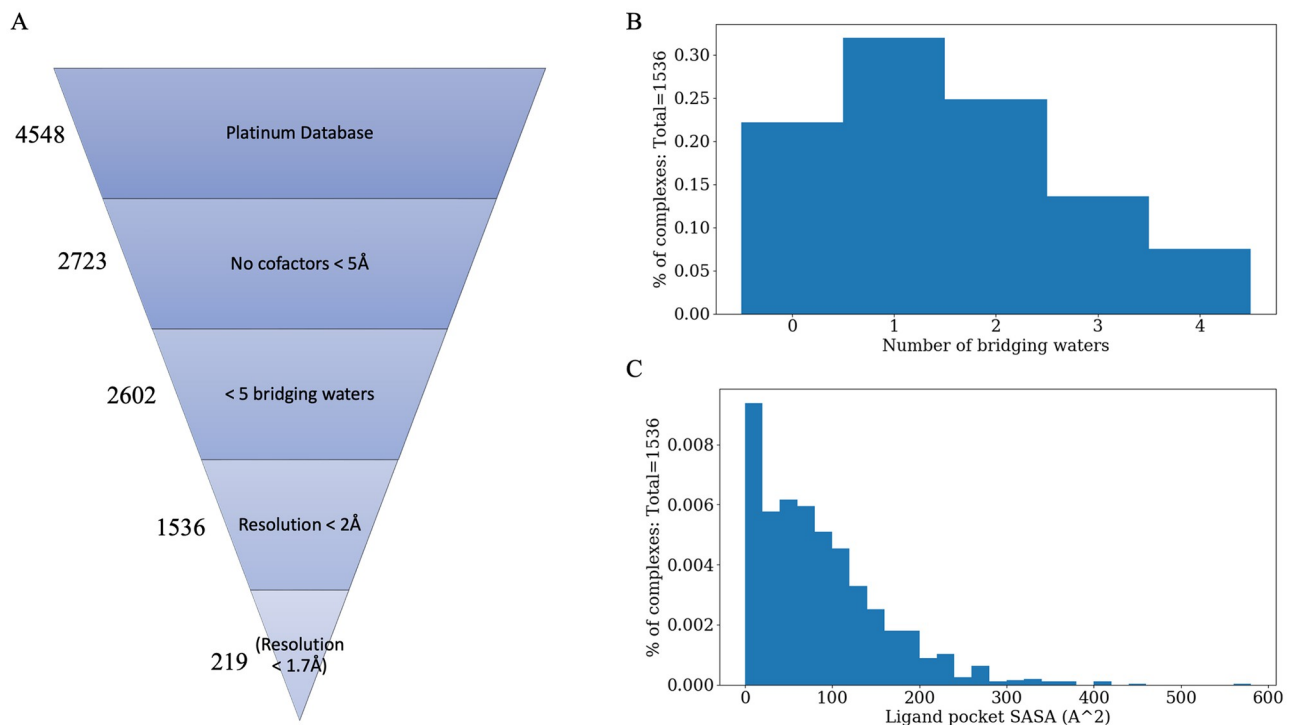 A
4548
Platinum Database
2723
No cofactors < 5Å
2602
< 5 bridging waters
1536
Resolution < 2Å
219
(Resolution
< 1.7Å)
B
% of complexes: Total=1536
0.30
0.25
0.20
0.15
0.10
0.05
0.00
0 1 2 3 4
Number of bridging waters
C
% of complexes: Total=1536
0.008
0.006
0.004
0.002
0.000
0 100 200 300 400 500 600
Ligand pocket SASA (A^2)